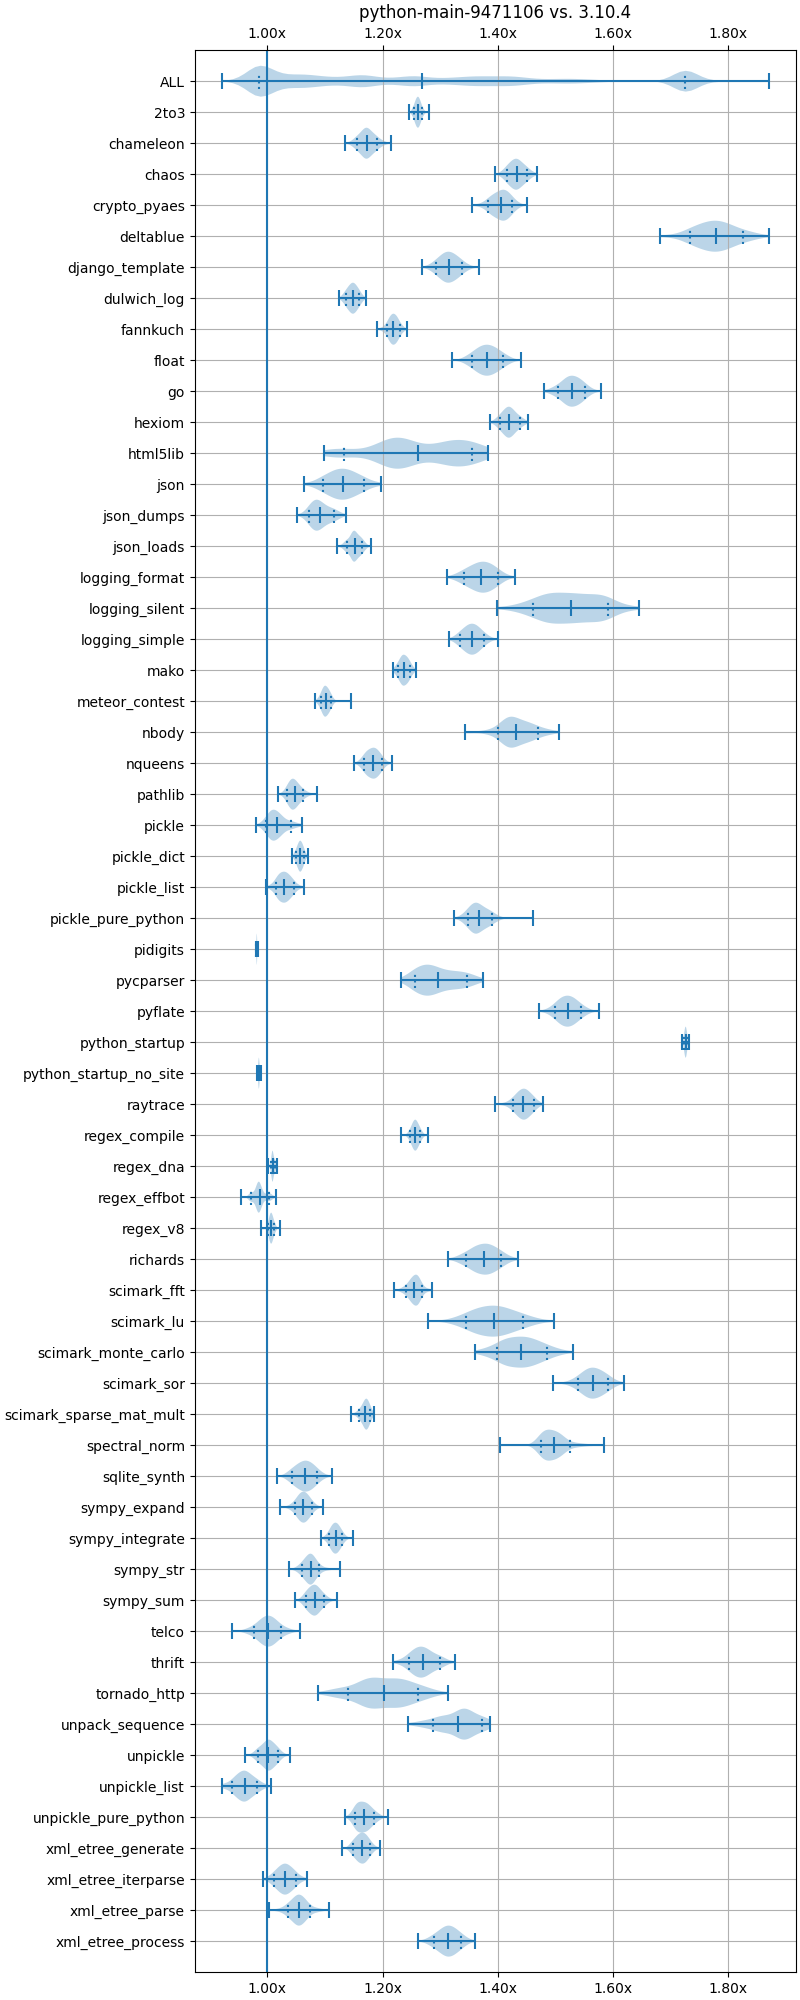 python-main-9471106 vs. 3.10.4
1.00x 1.20x 1.40x 1.60x 1.80x
ALL
2to3
chameleon
chaos
crypto_pyaes
deltablue
django_template
dulwich_log
fannkuch
float
go
hexiom
html5lib
json
json_dumps
json_loads
logging_format
logging_silent
logging_simple
mako
meteor_contest
nbody
nqueens
pathlib
pickle
pickle_dict
pickle_list
pickle_pure_python
pidigits
pycparser
pyflate
python_startup
python_startup_no_site
raytrace
regex_compile
regex_dna
regex_effbot
regex_v8
richards
scimark_fft
scimark_lu
scimark_monte_carlo
scimark_sor
scimark_sparse_mat_mult
spectral_norm
sqlite_synth
sympy_expand
sympy_integrate
sympy_str
sympy_sum
telco
thrift
tornado_http
unpack_sequence
unpickle
unpickle_list
unpickle_pure_python
xml_etree_generate
xml_etree_iterparse
xml_etree_parse
xml_etree_process
1.00x 1.20x 1.40x 1.60x 1.80x